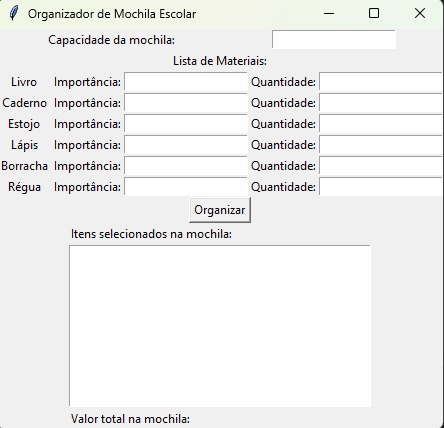 Organizador de Mochila Escolar
Capacidade da mochila:
Lista de Materiais:
Livro Importância: Quantidade:
Caderno Importância: Quantidade:
Estojo Importância: Quantidade:
Lápis Importância: Quantidade:
Borracha Importância: Quantidade:
Régua Importância: Quantidade:
Organizar
Itens selecionados na mochila:
Valor total na mochila: